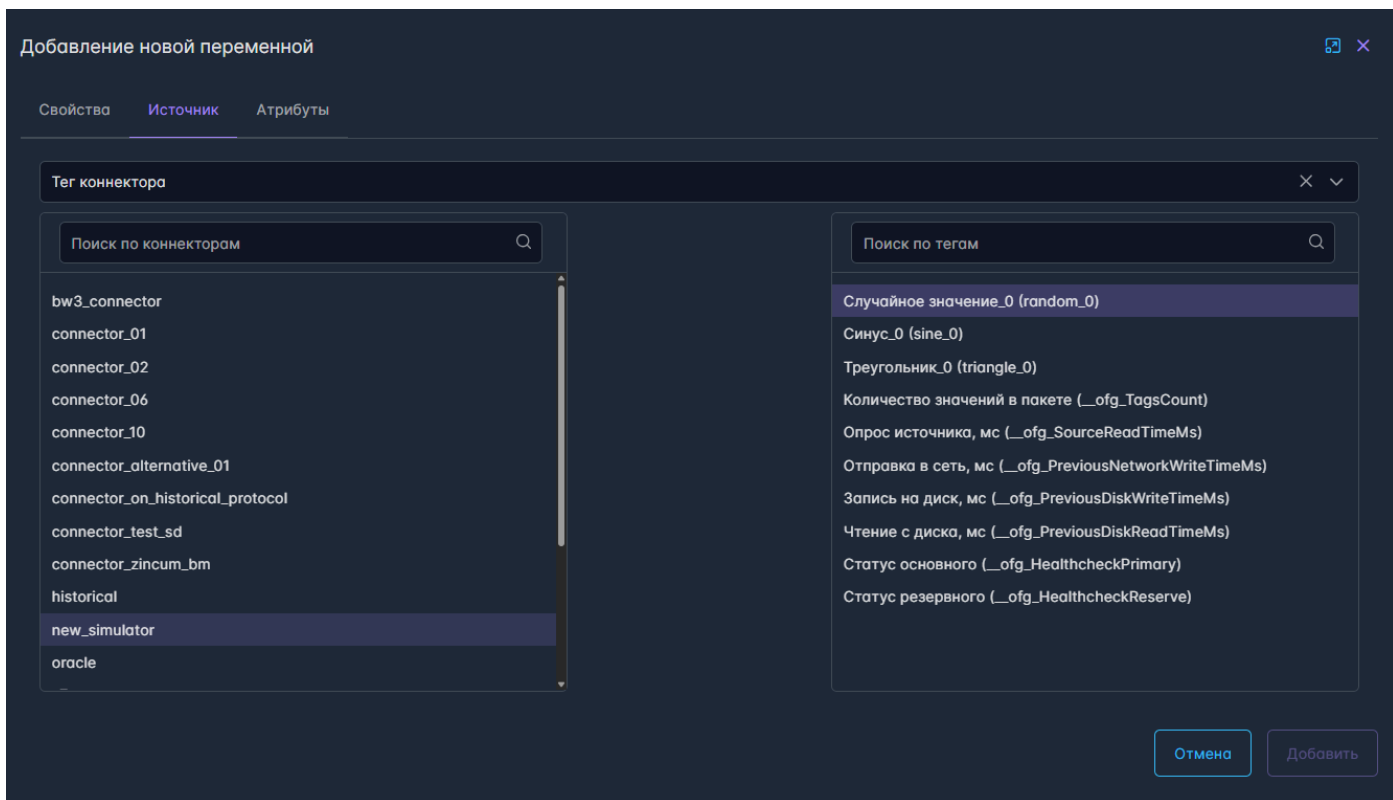 Добавление новой переменной
Свойства Источник Атрибуты
Тег коннектора
Поиск по коннекторам
bw3_connector
connector_01
connector_02
connector_06
connector_10
connector_alternative_01
connector_on_historical_protocol
connector_test_sd
connector_zincum_bm
historical
new_simulator
oracle
Поиск по тегам
Случайное значение_0 (random_0)
Синус_0 (sine_0)
Треугольник_0 (triangle_0)
Количество значений в пакете (__ofg_TagsCount)
Опрос источника, мс (__ofg_SourceReadTimeMs)
Отправка в сеть, мс (__ofg_PreviousNetworkWriteTimeMs)
Запись на диск, мс (__ofg_PreviousDiskWriteTimeMs)
Чтение с диска, мс (__ofg_PreviousDiskReadTimeMs)
Статус основного (__ofg_HealthcheckPrimary)
Статус резервного (__ofg_HealthcheckReserve)
Отмена Добавить